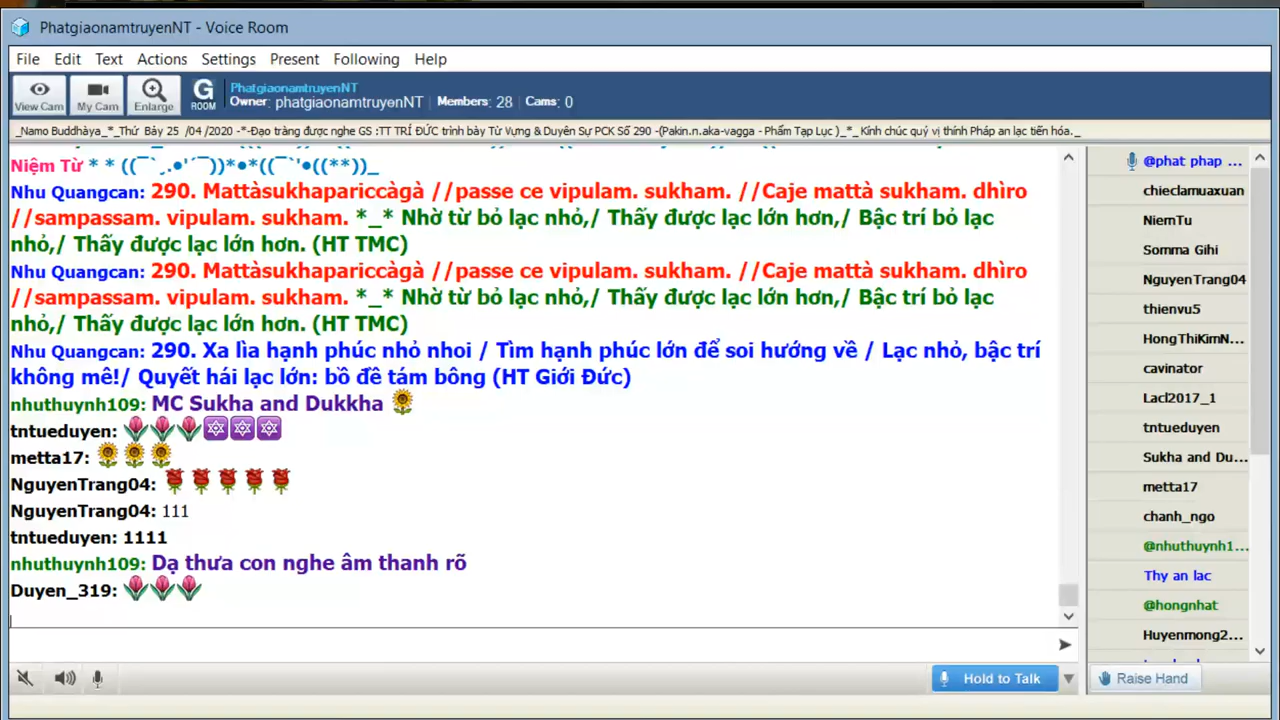 PhatgiaonamtruyenNT - Voice Room
File Edit Text Actions Settings Present Following Help
View Cam My Cam Enlarge G ROOM
PhatgiaonamtruyenNT
Owner: phatgiaonamtruyenNT Members: 28 Cams: 0
_Namo Buddhàya_*_Thứ Bảy 25 /04 /2020 -*-Đạo tràng được nghe GS :TT TRÍ ĐỨC trình bày Từ Vựng & Duyên Sự PCK Số 290 -(Pakin.n.aka-vagga - Phẩm Tạp Lục )_*_ Kính chúc quý vị thính Pháp an lạc tiến hóa._
Niệm Từ * * ((¯`ˏ.•'´¯))*•*((¯`'•((**))_
Nhu Quangcan: 290. Mattàsukhapariccàgà //passe ce vipulam. sukham. //Caje mattà sukham. dhìro
//sampassam. vipulam. sukham. *_* Nhờ từ bỏ lạc nhỏ,/ Thấy được lạc lớn hơn,/ Bậc trí bỏ lạc
nhỏ,/ Thấy được lạc lớn hơn. (HT TMC)
Nhu Quangcan: 290. Mattàsukhapariccàgà //passe ce vipulam. sukham. //Caje mattà sukham. dhìro
//sampassam. vipulam. sukham. *_* Nhờ từ bỏ lạc nhỏ,/ Thấy được lạc lớn hơn,/ Bậc trí bỏ lạc
nhỏ,/ Thấy được lạc lớn hơn. (HT TMC)
Nhu Quangcan: 290. Xa lìa hạnh phúc nhỏ nhoi / Tìm hạnh phúc lớn để soi hướng về / Lạc nhỏ, bậc trí
không mê!/ Quyết hái lạc lớn: bồ đề tám bông (HT Giới Đức)
nhuthuynh109: MC Sukha and Dukkha
tntueduyen:
metta17:
NguyenTrang04:
NguyenTrang04: 111
tntueduyen: 1111
nhuthuynh109: Dạ thưa con nghe âm thanh rõ
Duyen_319:
@phat phap ...
chieclamuaxuan
NiemTu
Somma Gihi
NguyenTrang04
thienvu5
HongThiKimN...
cavinator
Lacl2017_1
tntueduyen
Sukha and Du...
metta17
chanh_ngo
@nhuthuynh1...
Thy an lac
@hongnhat
Huyenmong2...
Hold to Talk
Raise Hand